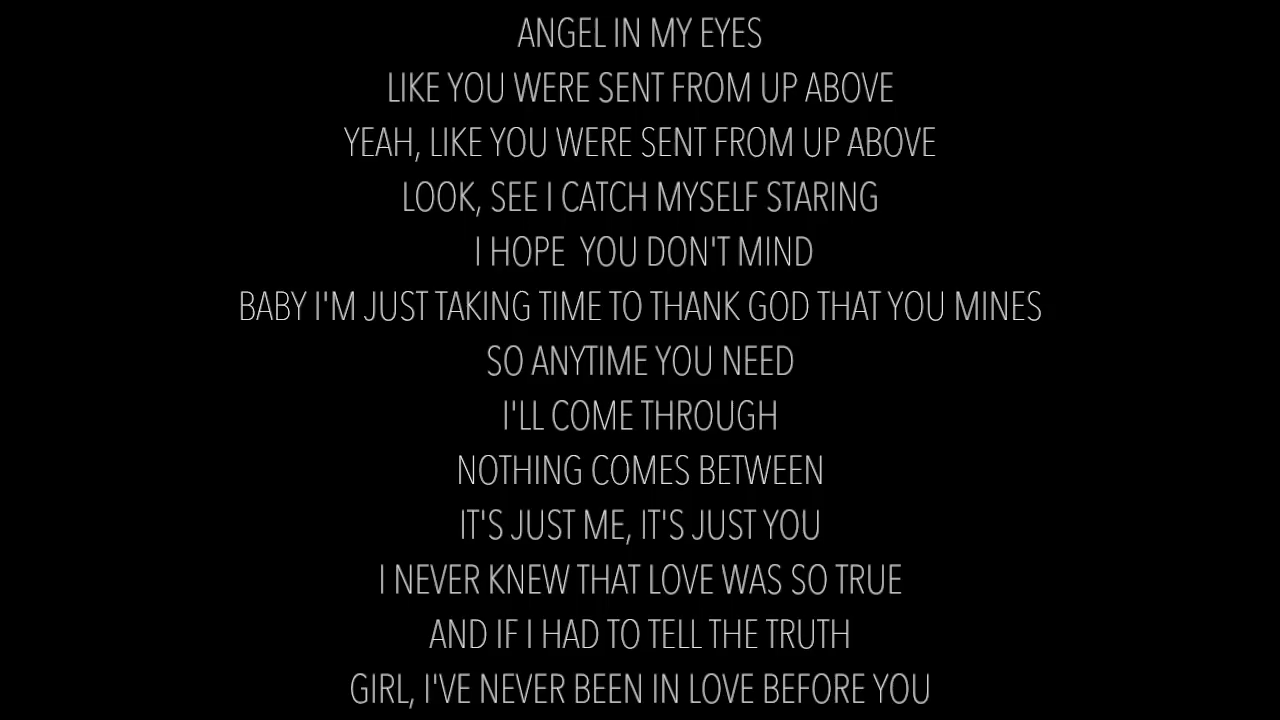 ANGEL IN MY EYES
LIKE YOU WERE SENT FROM UP ABOVE
YEAH, LIKE YOU WERE SENT FROM UP ABOVE
LOOK, SEE I CATCH MYSELF STARING
I HOPE  YOU DON'T MIND
BABY I'M JUST TAKING TIME TO THANK GOD THAT YOU MINES
SO ANYTIME YOU NEED
I'LL COME THROUGH
NOTHING COMES BETWEEN
IT'S JUST ME, IT'S JUST YOU
I NEVER KNEW THAT LOVE WAS SO TRUE
AND IF I HAD TO TELL THE TRUTH
GIRL, I'VE NEVER BEEN IN LOVE BEFORE YOU